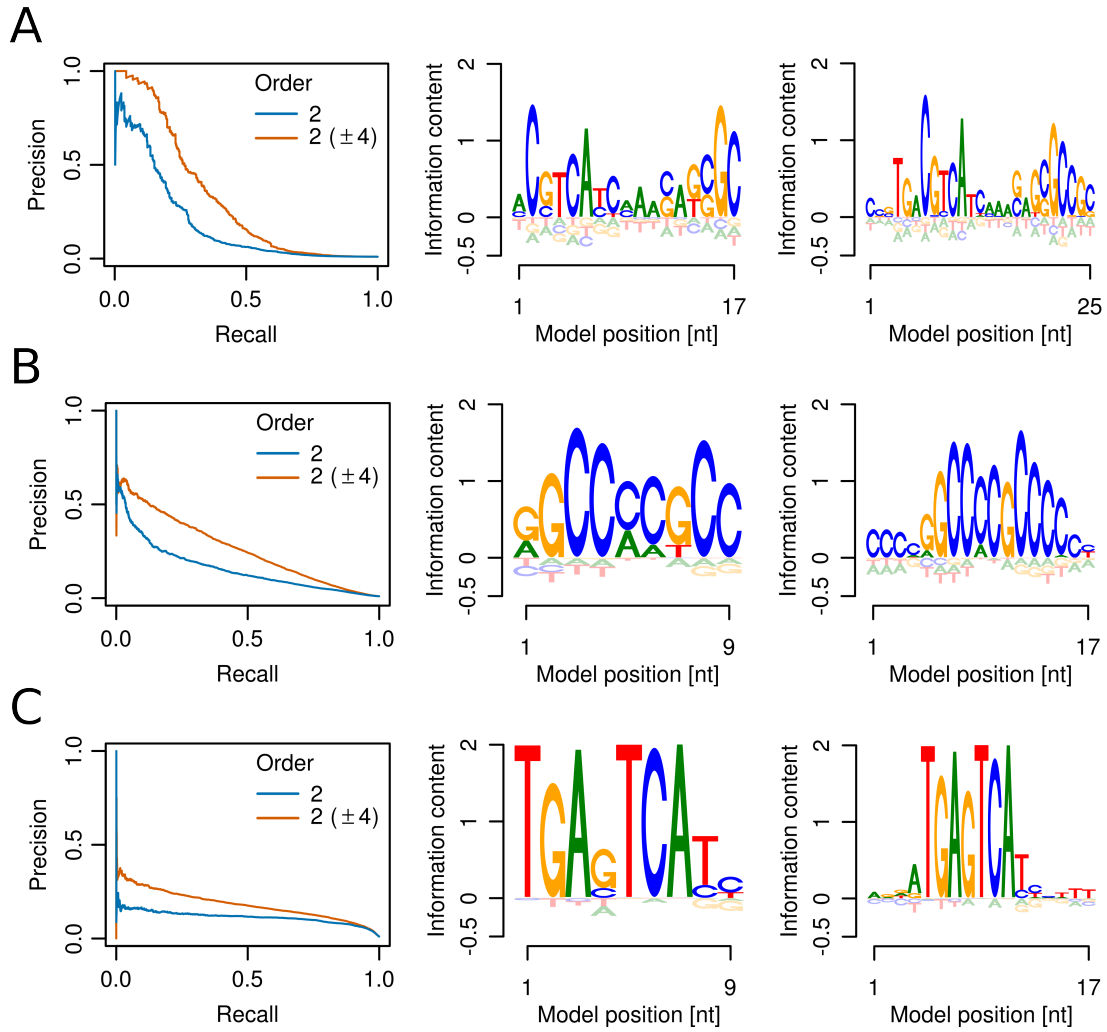 A
Precision
0.0 0.5 1.0
Order
2
2 (±4)
0.0 0.5 1.0
Recall
Information content
-0.5 0 1 2
1 17
Model position [nt]
Information content
-0.5 0 1 2
1 25
Model position [nt]
B
Precision
0.0 0.5 1.0
Order
2
2 (±4)
0.0 0.5 1.0
Recall
Information content
-0.5 0 1 2
1 9
Model position [nt]
Information content
-0.5 0 1 2
1 17
Model position [nt]
C
Precision
0.0 0.5 1.0
Order
2
2 (±4)
0.0 0.5 1.0
Recall
Information content
-0.5 0 1 2
TGAGTCAT
1 9
Model position [nt]
Information content
-0.5 0 1 2
ATGAGTCAT
1 17
Model position [nt]